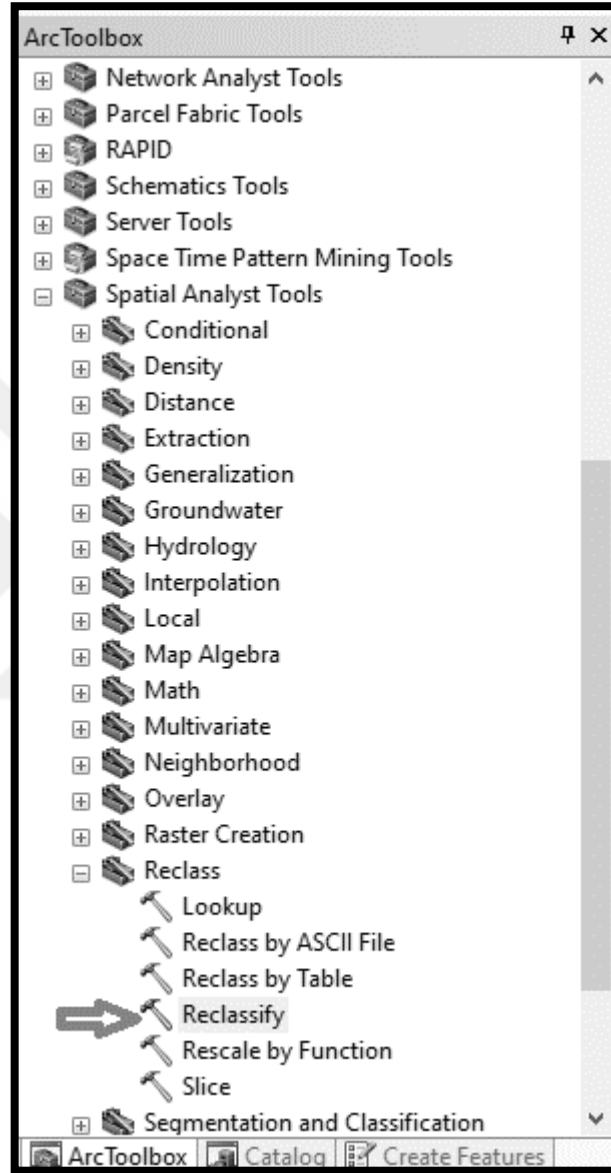 ArcToolbox
Network Analyst Tools
Parcel Fabric Tools
RAPID
Schematics Tools
Server Tools
Space Time Pattern Mining Tools
Spatial Analyst Tools
Conditional
Density
Distance
Extraction
Generalization
Groundwater
Hydrology
Interpolation
Local
Map Algebra
Math
Multivariate
Neighborhood
Overlay
Raster Creation
Reclass
Lookup
Reclass by ASCII File
Reclass by Table
Reclassify
Rescale by Function
Slice
Segmentation and Classification
ArcToolbox Catalog Create Features